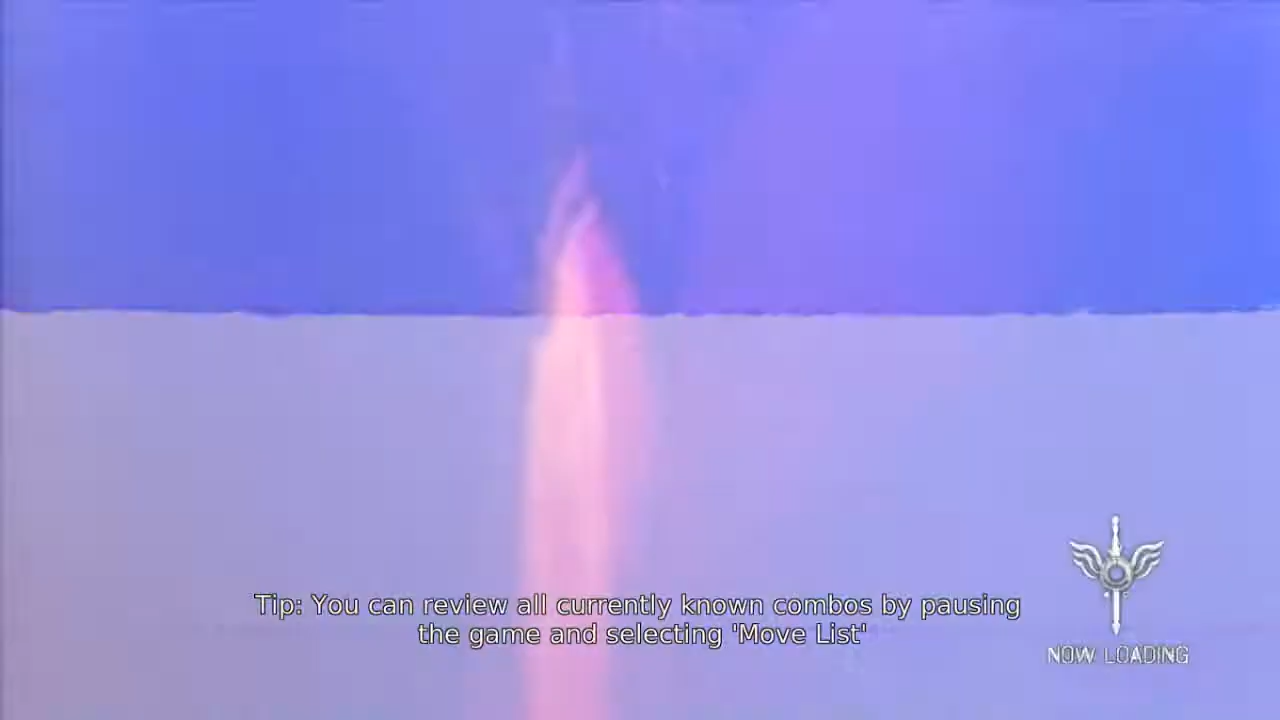 Tip: You can review all currently known combos by pausing
the game and selecting 'Move List'
NOW LOADING